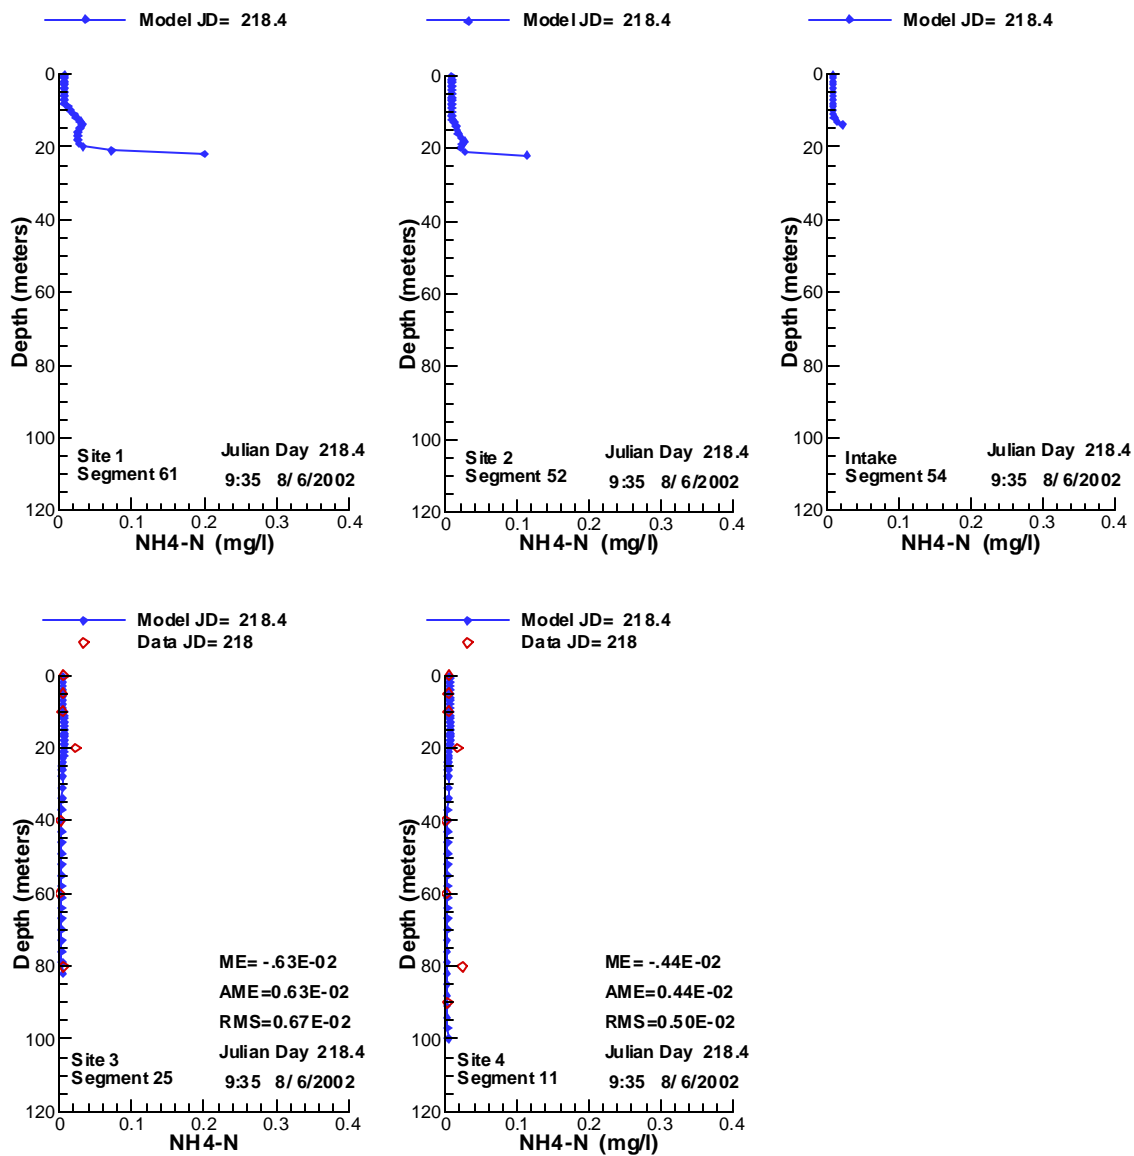 Model JD= 218.4
Model JD= 218.4
Model JD= 218.4
0
20
40
60
80
100
120
Depth (meters)
Site 1
Segment 61
Julian Day 218.4
9:35 8/ 6/2002
0 0.1 0.2 0.3 0.4
NH4-N (mg/l)
0
20
40
60
80
100
120
Depth (meters)
Site 2
Segment 52
Julian Day 218.4
9:35 8/ 6/2002
0 0.1 0.2 0.3 0.4
NH4-N (mg/l)
0
20
40
60
80
100
120
Depth (meters)
Intake
Segment 54
Julian Day 218.4
9:35 8/ 6/2002
0 0.1 0.2 0.3 0.4
NH4-N (mg/l)
Model JD= 218.4
Data JD= 218
0
20
40
60
80
100
120
Depth (meters)
ME= -.63E-02
AME=0.63E-02
RMS=0.67E-02
Julian Day 218.4
9:35 8/ 6/2002
Site 3
Segment 25
0 0.1 0.2 0.3 0.4
NH4-N
Model JD= 218.4
Data JD= 218
0
20
40
60
80
100
120
Depth (meters)
ME= -.44E-02
AME=0.44E-02
RMS=0.50E-02
Julian Day 218.4
9:35 8/ 6/2002
Site 4
Segment 11
0 0.1 0.2 0.3 0.4
NH4-N (mg/l)